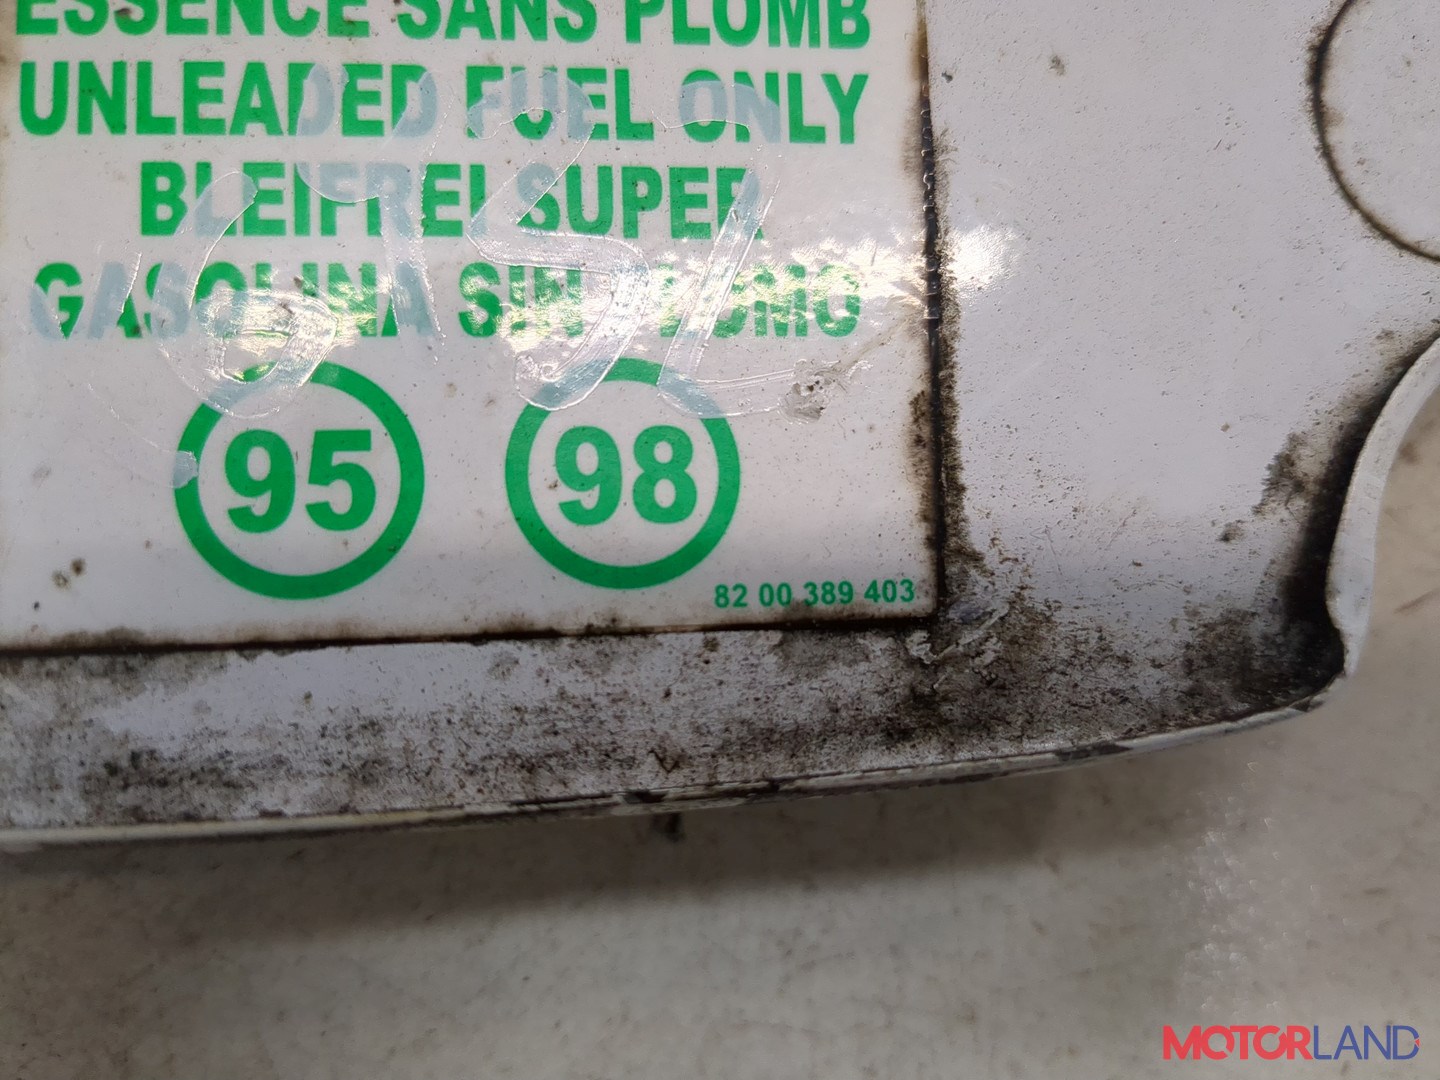 ESSENCE SANS PLOMB
UNLEADED FUEL ONLY
BLEIFREI SUPER
GASOLINA SIN PLOMO
95 98
82 00 389 403
MOTORLAND